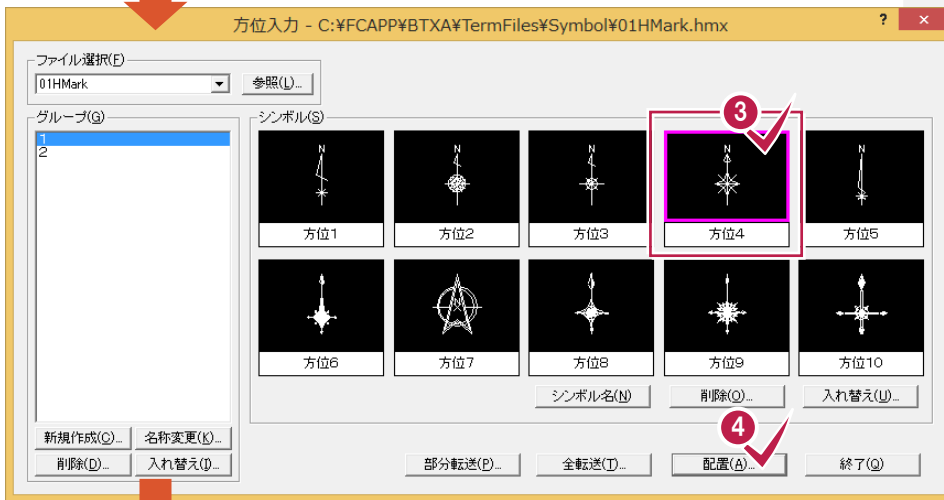 方位入力 - C:¥FCAPP¥BTXA¥TermFiles¥Symbol¥01HMark.hmx ? ×
ファイル選択(F)
01HMark 参照(L)...
グループ(G)
1
2
シンボル(S)
3
N N N N N
方位1 方位2 方位3 方位4 方位5
N
方位6 方位7 方位8 方位9 方位10
シンボル名(N) 削除(O)... 入れ替え(U)...
新規作成(C)... 名称変更(K)...
4
削除(D)... 入れ替え(I)... 部分転送(P)... 全転送(T)... 配置(A)... 終了(Q)